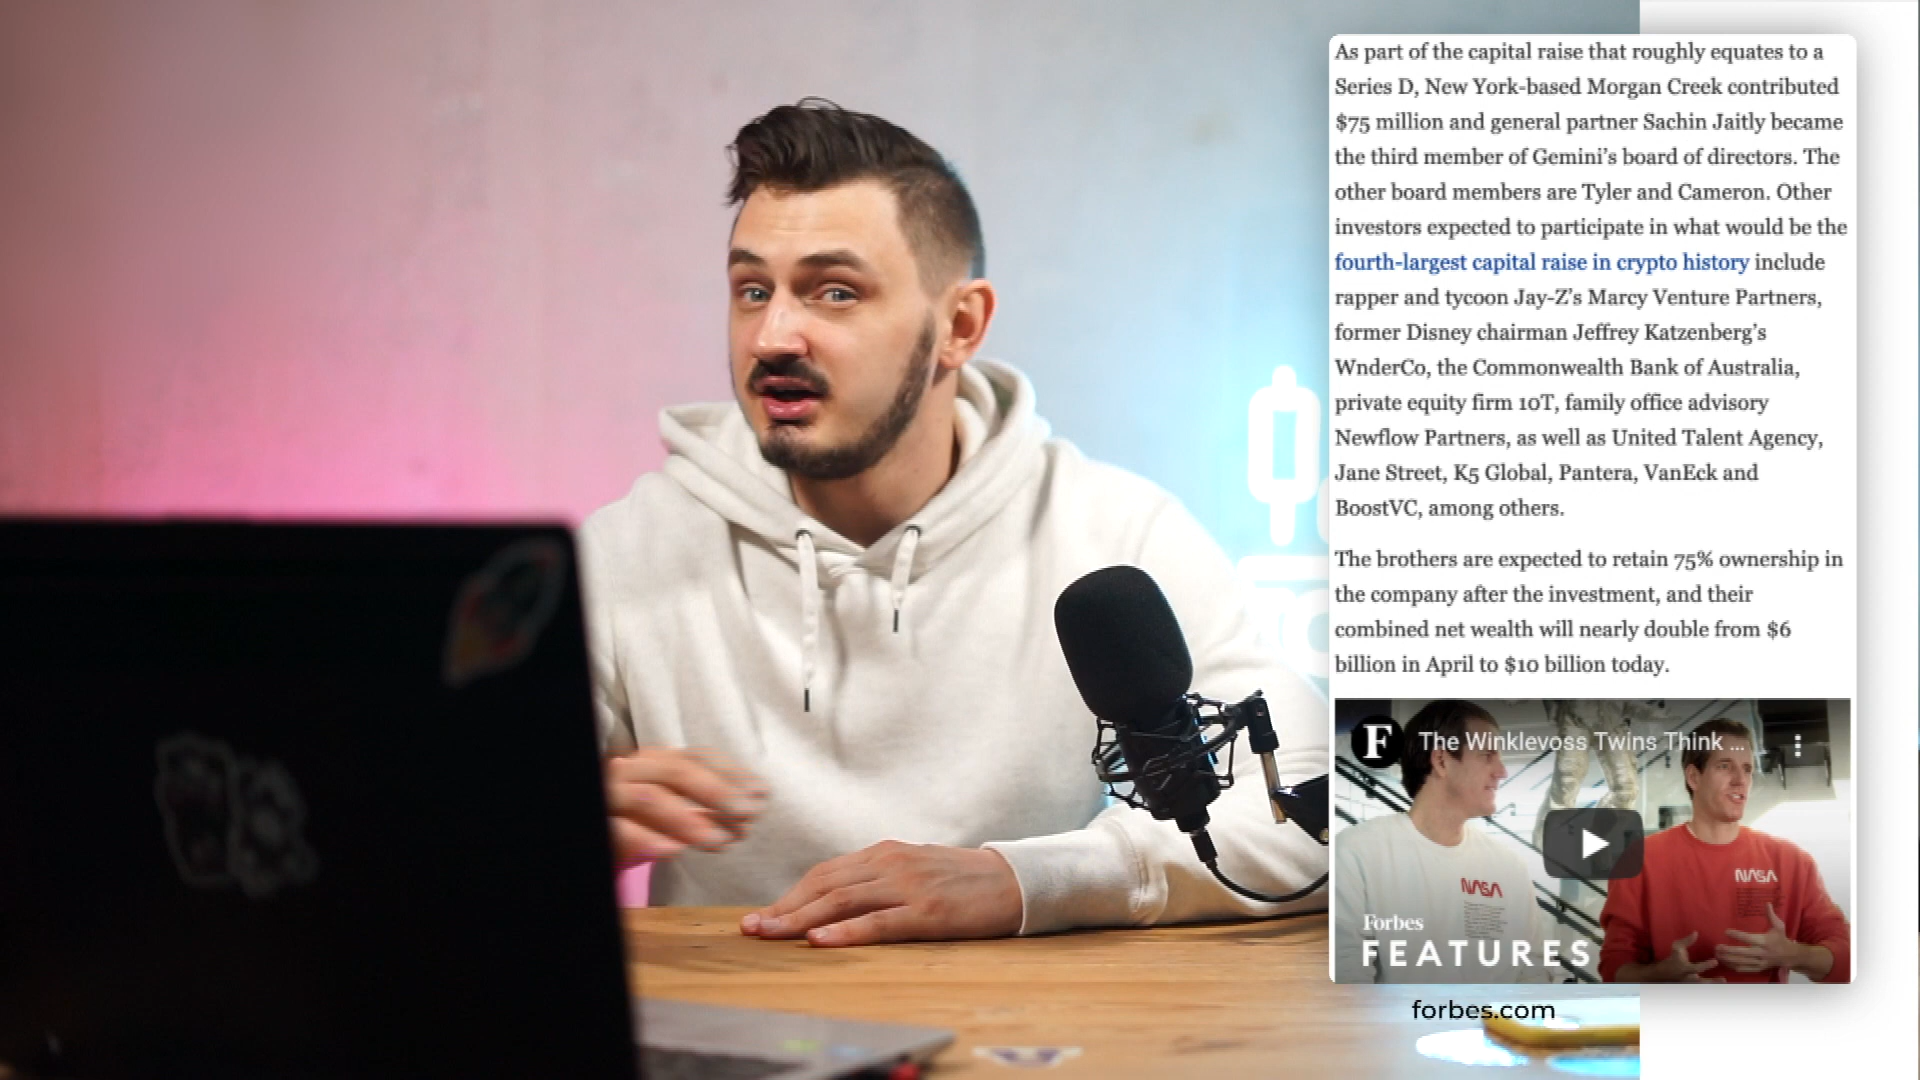 As part of the capital raise that roughly equates to a
Series D, New York-based Morgan Creek contributed
$75 million and general partner Sachin Jaitly became
the third member of Gemini’s board of directors. The
other board members are Tyler and Cameron. Other
investors expected to participate in what would be the
fourth-largest capital raise in crypto history include
rapper and tycoon Jay-Z’s Marcy Venture Partners,
former Disney chairman Jeffrey Katzenberg’s
WnderCo, the Commonwealth Bank of Australia,
private equity firm 10T, family office advisory
Newflow Partners, as well as United Talent Agency,
Jane Street, K5 Global, Pantera, VanEck and
BoostVC, among others.
The brothers are expected to retain 75% ownership in
the company after the investment, and their
combined net wealth will nearly double from $6
billion in April to $10 billion today.
F
The Winklevoss Twins Think ...
NASA
NASA
Forbes
FEATURES
forbes.com